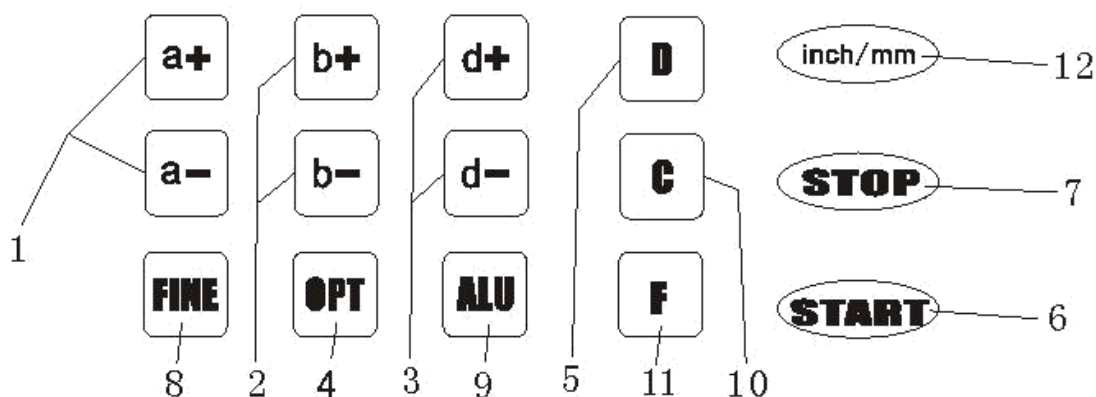 a+ b+ d+ D inch/mm 12
a- b- d- C STOP 7
1
FINE OPT ALU F START 6
8 2 4 3 9 5 11 10